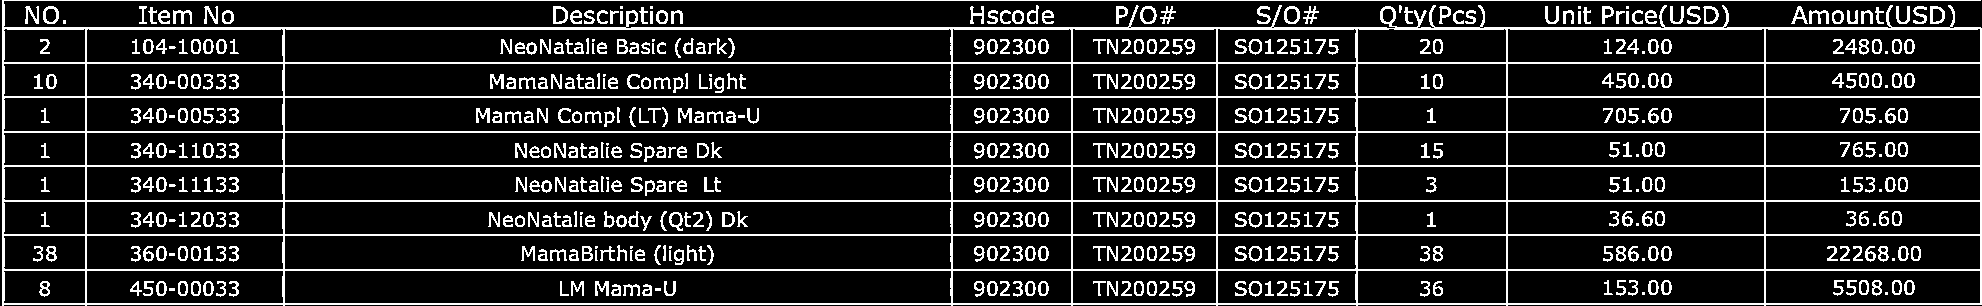 NO. Item No Description Hscode P/O# S/O# Q'ty(Pcs) Unit Price(USD) Amount(USD)
2 104-10001 NeoNatalie Basic (dark) 902300 TN200259 SO125175 20 124.00 2480.00
10 340-00333 MamaNatalie Compl Light 902300 TN200259 SO125175 10 450.00 4500.00
1 340-00533 MamaN Compl (LT) Mama-U 902300 TN200259 SO125175 1 705.60 705.60
1 340-11033 NeoNatalie Spare Dk 902300 TN200259 SO125175 15 51.00 765.00
1 340-11133 NeoNatalie Spare Lt 902300 TN200259 SO125175 3 51.00 153.00
1 340-12033 NeoNatalie body (Qt2) Dk 902300 TN200259 SO125175 1 36.60 36.60
38 360-00133 MamaBirthie (light) 902300 TN200259 SO125175 38 586.00 22268.00
8 450-00033 LM Mama-U 902300 TN200259 SO125175 36 153.00 5508.00